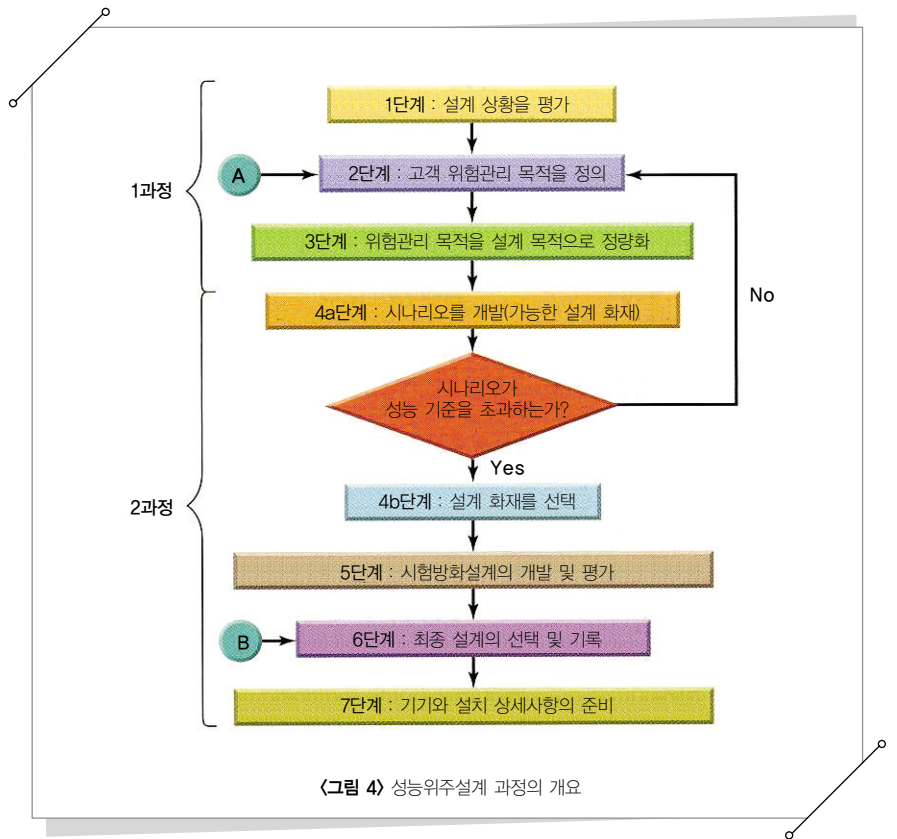 1단계 : 설계 상황을 평가
A
2단계 : 고객 위험관리 목적을 정의
1과정
3단계 : 위험관리 목적을 설계 목적으로 정량화
No
4a단계 : 시나리오를 개발(가능한 설계 화재)
시나리오가
성능 기준을 초과하는가?
Yes
4b단계 : 설계 화재를 선택
2과정
5단계 : 시험방화설계의 개발 및 평가
B
6단계 : 최종 설계의 선택 및 기록
7단계 : 기기와 설치 상세사항의 준비
<그림 4> 성능위주설계 과정의 개요